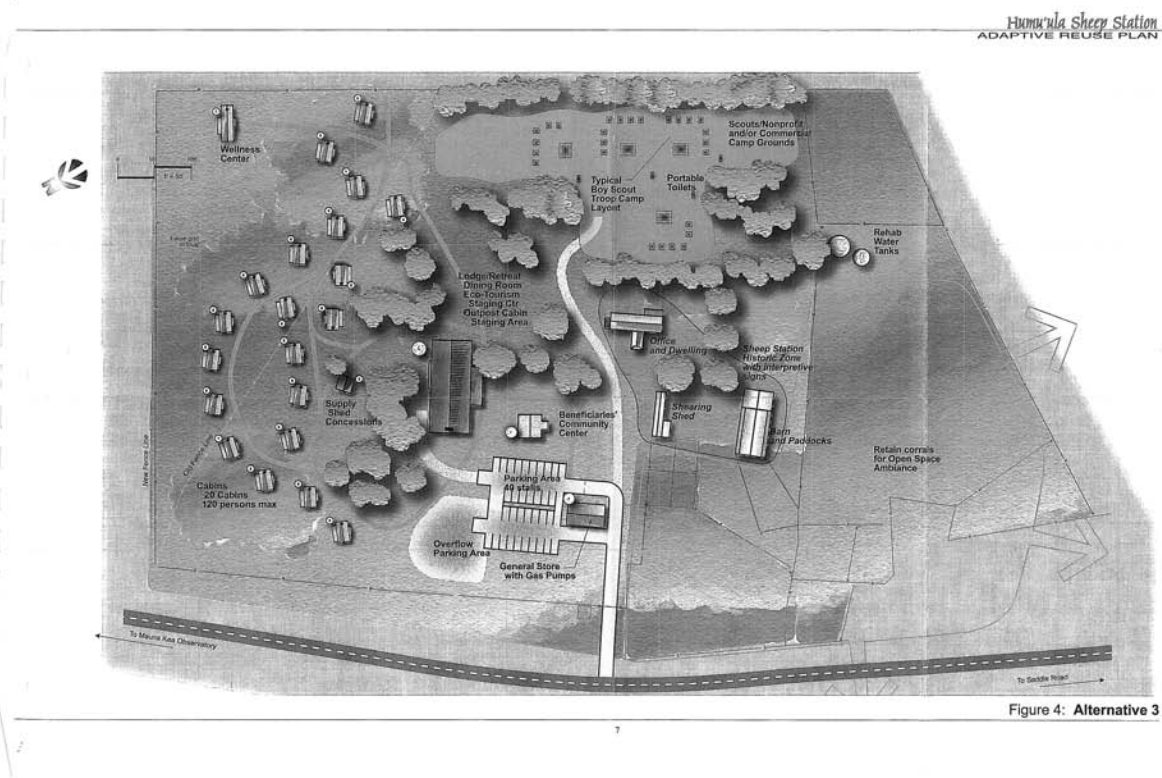 Humu'ula Sheep Station
ADAPTIVE REUSE PLAN
Wellness
Center
Scouts/Nonprofit
and/or Commercial
Camp Grounds
Typical
Boy Scout
Troop Camp
Layout
Portable
Toilets
Rehab
Water
Tanks
Lodge/Retreat
Dining Room
Eco-Tourism
Staging Ctr
Outpost Cabin
Staging Area
Office
and Dwelling
Sheep Station
Historic Zone
with interpretive
signs
Shearing
Shed
Barn
and Paddocks
Supply
Shed
Concessions
Beneficiaries'
Community
Center
Retain corrals
for Open Space
Ambiance
New Fence Line
Old Fence Line
Cabins
20 Cabins
120 persons max
Parking Area
40 stalls
Overflow
Parking Area
General Store
with Gas Pumps
To Mauna Kea Observatory
To Saddle Road
Figure 4: Alternative 3
7